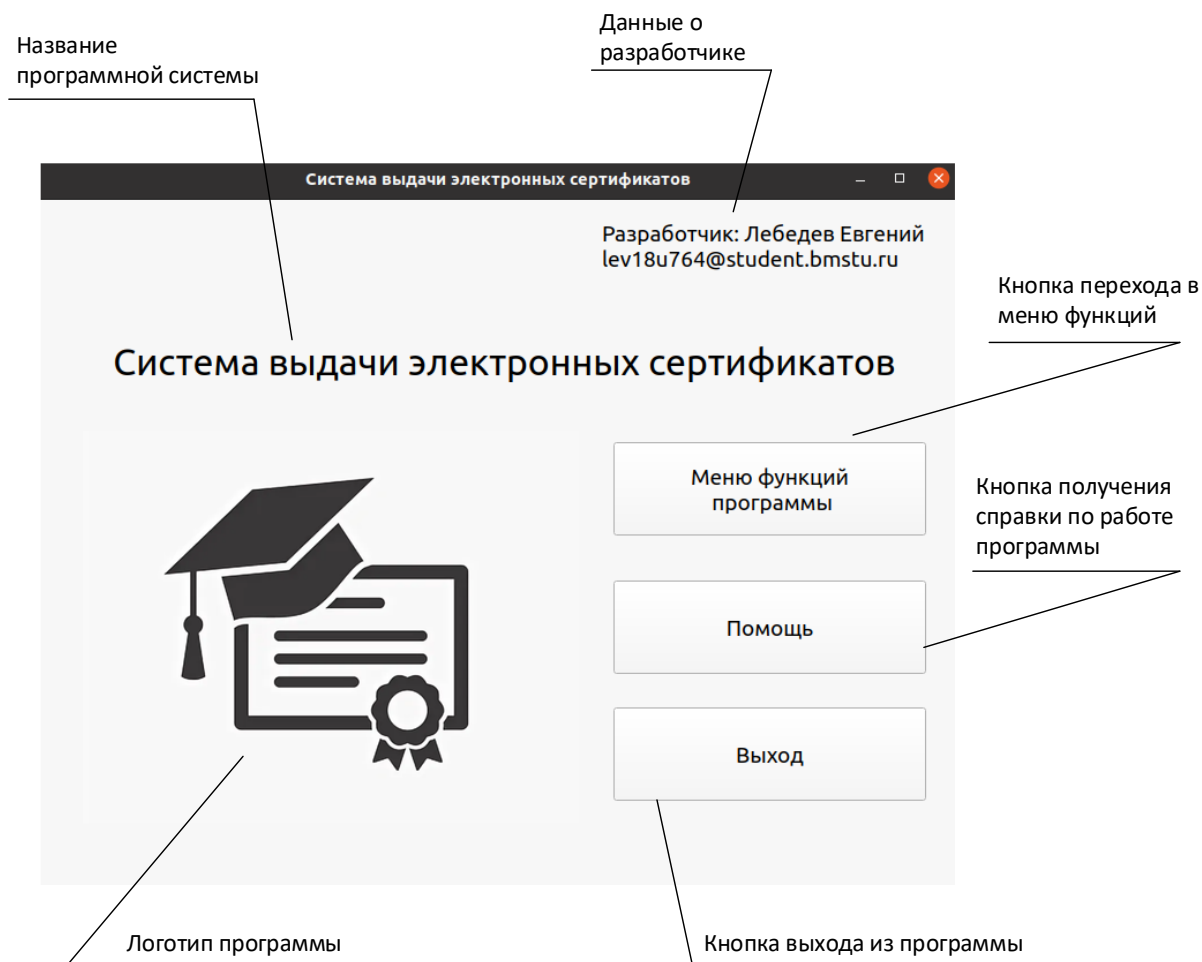 Данные о
разработчике
Название
программной системы
Система выдачи электронных сертификатов
Разработчик: Лебедев Евгений
lev18u764@student.bmstu.ru
Кнопка перехода в
меню функций
Система выдачи электронных сертификатов
Меню функций
программы
Кнопка получения
справки по работе
программы
Помощь
Выход
Логотип программы
Кнопка выхода из программы